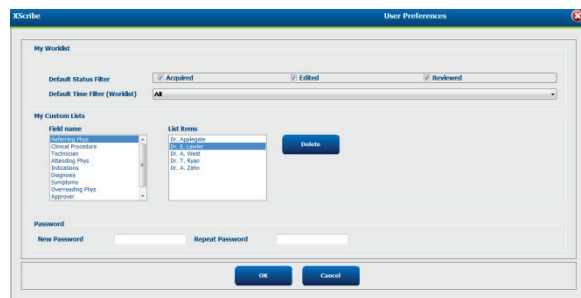 XScribe User Preferences
My Worklist
Default Status Filter Acquired Edited Reviewed
Default Time Filter (Worklist) All
My Custom Lists
Field name List items
Referring Phys Dr. Applegate
Clinical Procedure Dr. E. Lawler
Technician Dr. A. West
Attending Phys Dr. T. Ryan
Indications Dr. A. Zahn
Diagnosis
Symptoms
Overreading Phys
Approver
Delete
Password
New Password Repeat Password
OK Cancel